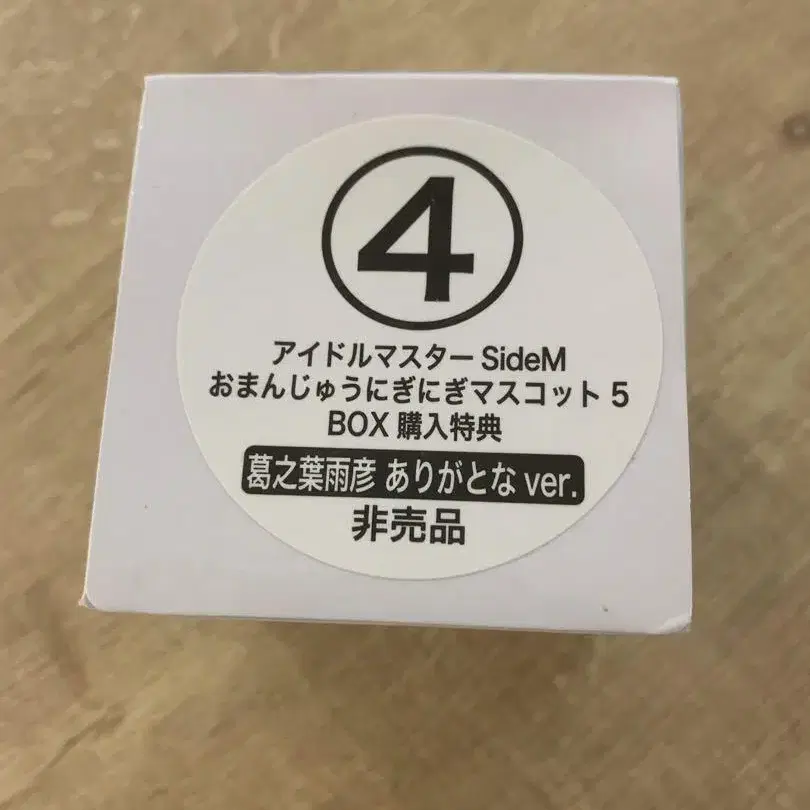 ④
アイドルマスター SideM
おまんじゅうにぎにぎマスコット 5
BOX 購入特典
葛之葉雨彦 ありがとな ver.
非売品